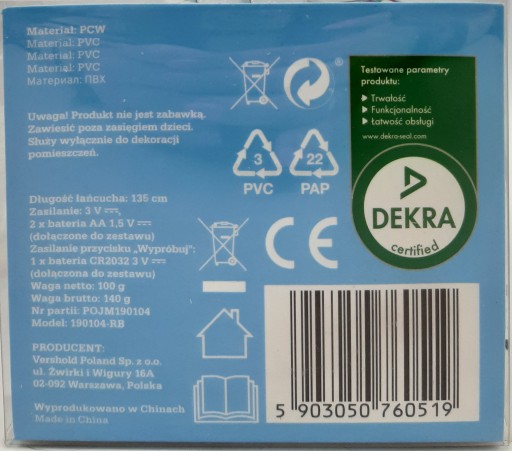 Materiał: PCW
Materiál: PVC
Materiál: PVC
Material: PVC
Материал: ПВХ
Uwaga! Produkt nie jest zabawką.
Zawiesić poza zasięgiem dzieci.
Służy wyłącznie do dekoracji
pomieszczeń.
Długość łańcucha: 135 cm
Zasilanie: 3 V ⎓,
2 x bateria AA 1,5 V ⎓
(dołączone do zestawu)
Zasilanie przycisku „Wypróbuj":
1 x bateria CR2032 3 V ⎓
(dołączona do zestawu)
Waga netto: 100 g
Waga brutto: 140 g
Nr partii: POJM190104
Model: 190104-RB
PRODUCENT:
Vershold Poland Sp. z o.o.
ul. Żwirki i Wigury 16A
02-092 Warszawa, Polska
Wyprodukowano w Chinach
Made in China
®
3
PVC
22
PAP
CE
Testowane parametry
produktu:
Trwałość
Funkcjonalność
Łatwość obsługi
www.dekra-seal.com
DEKRA
certified
5 903050 760519